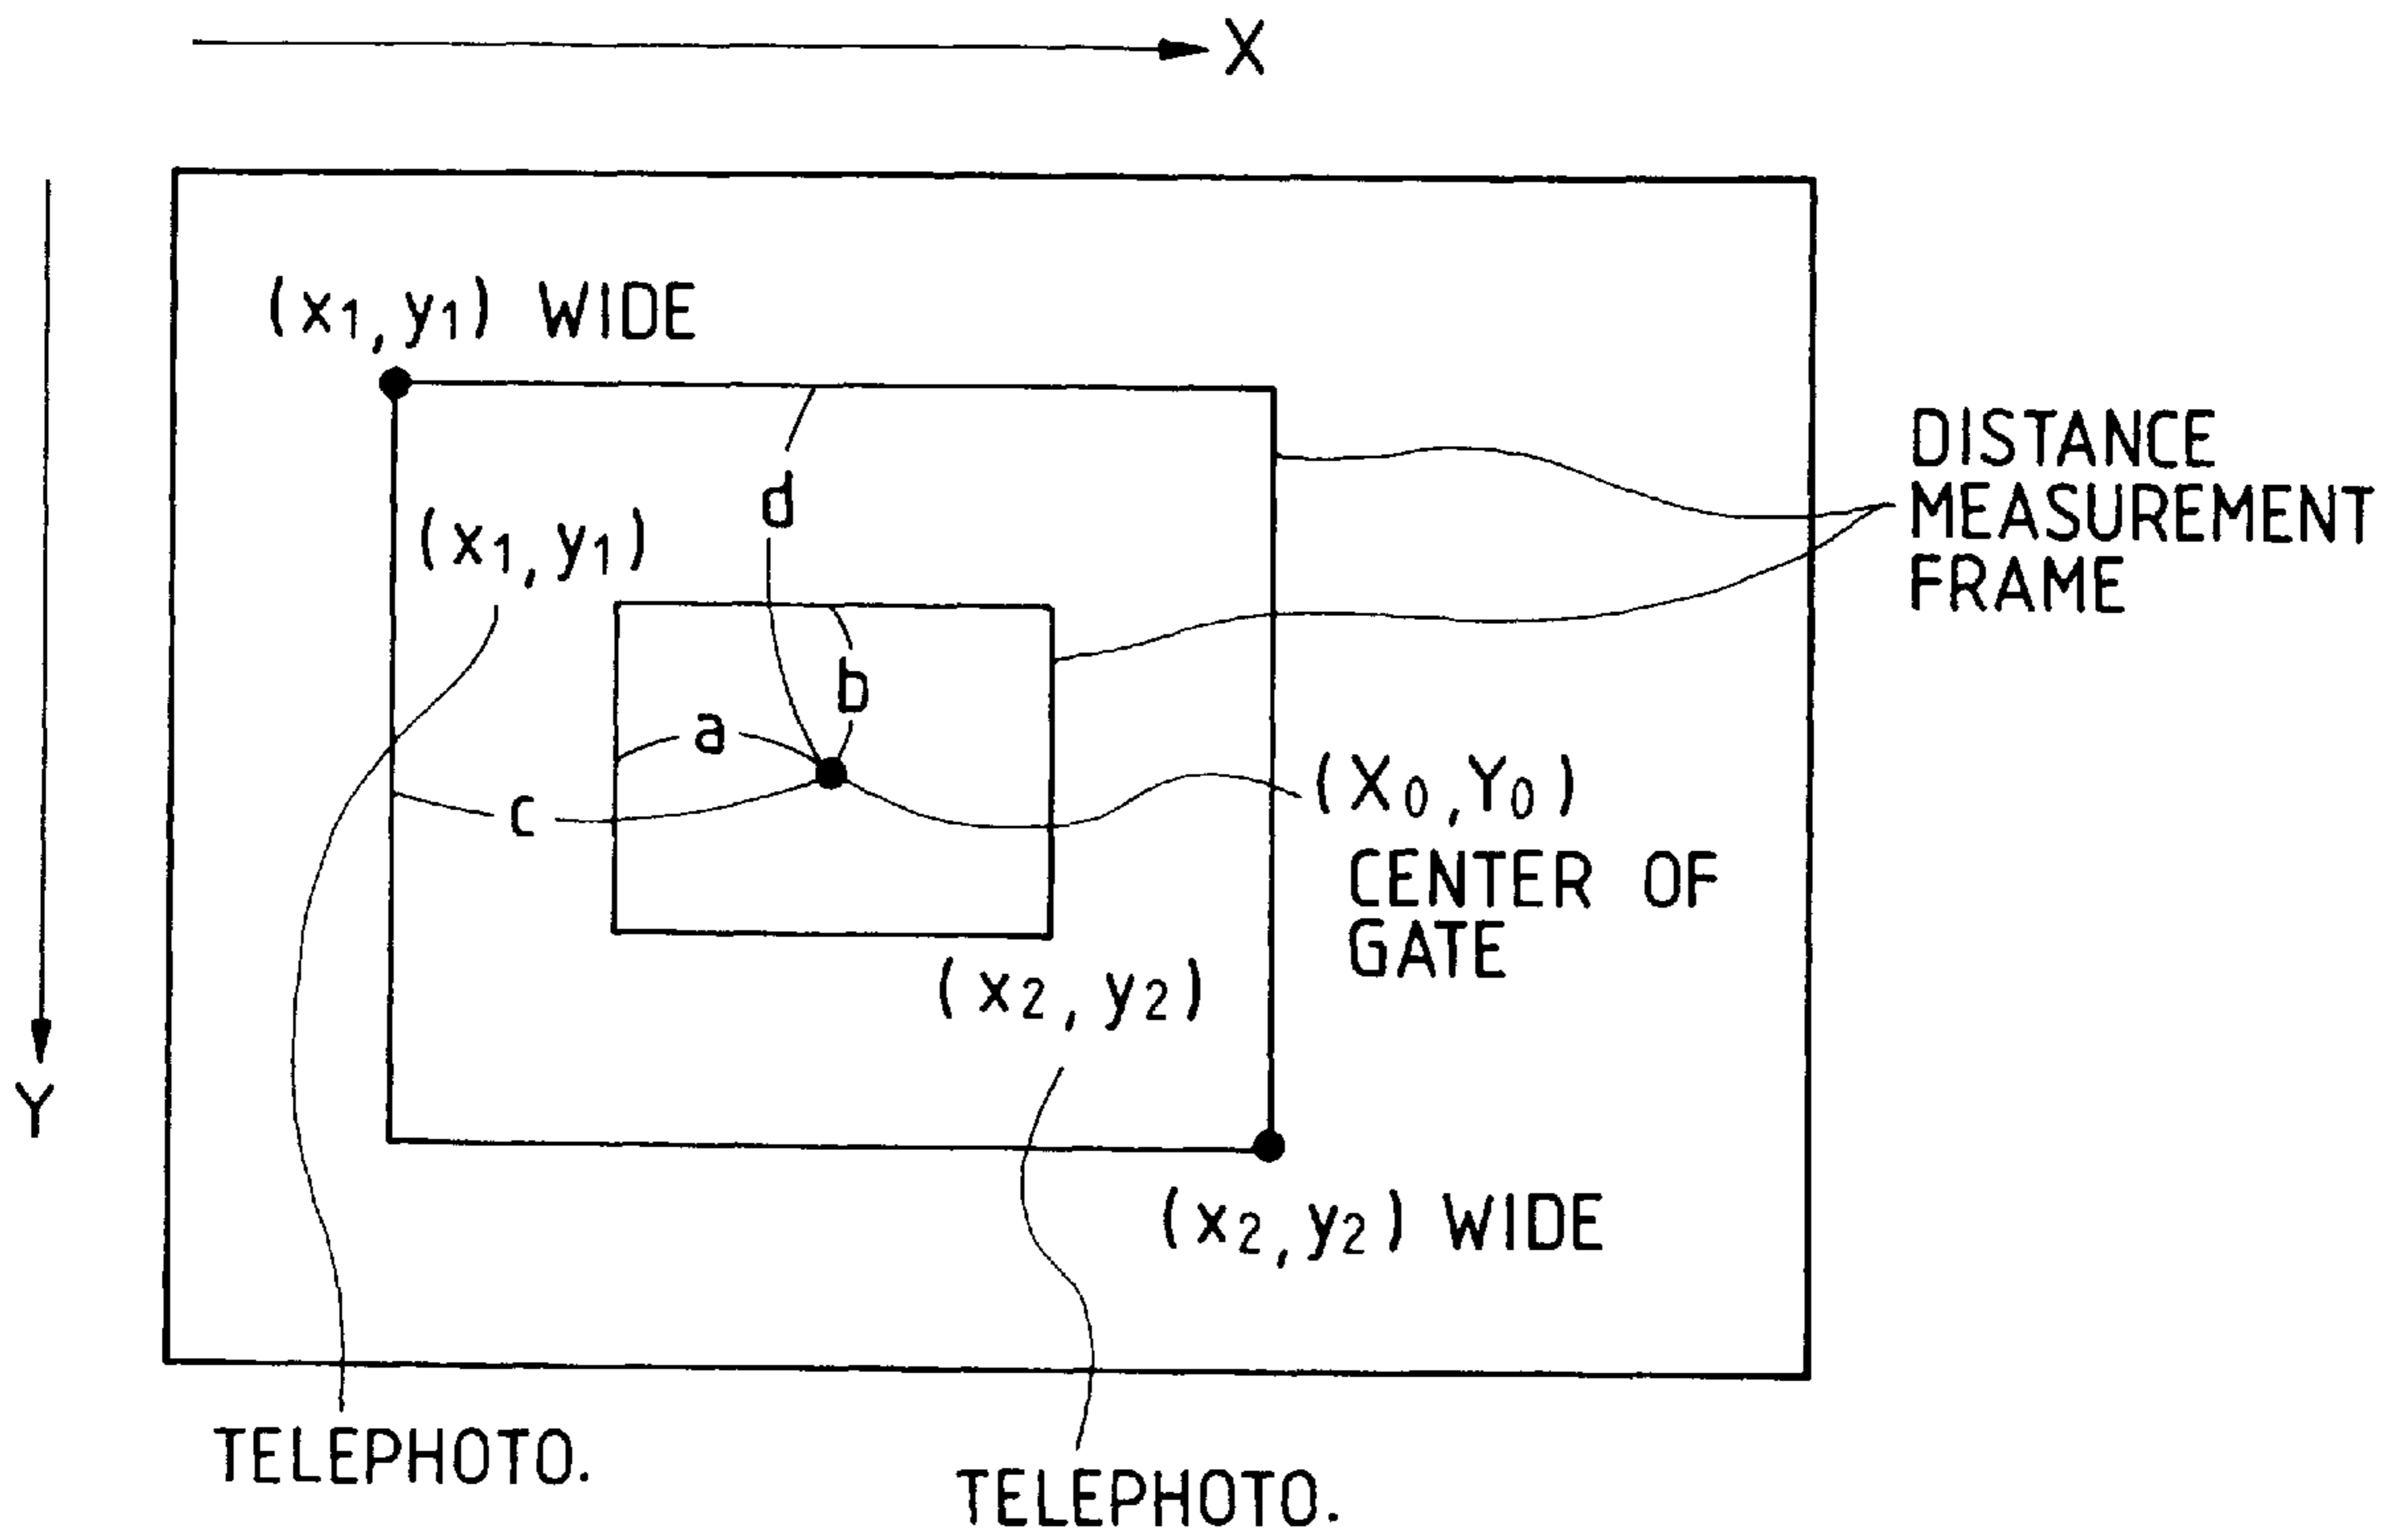 X
(x1, y1) WIDE
DISTANCE
MEASUREMENT
FRAME
d
(x1, y1)
b
a
c
(X0, Y0)
CENTER OF
GATE
(x2, y2)
Y
(x2, y2) WIDE
TELEPHOTO.
TELEPHOTO.